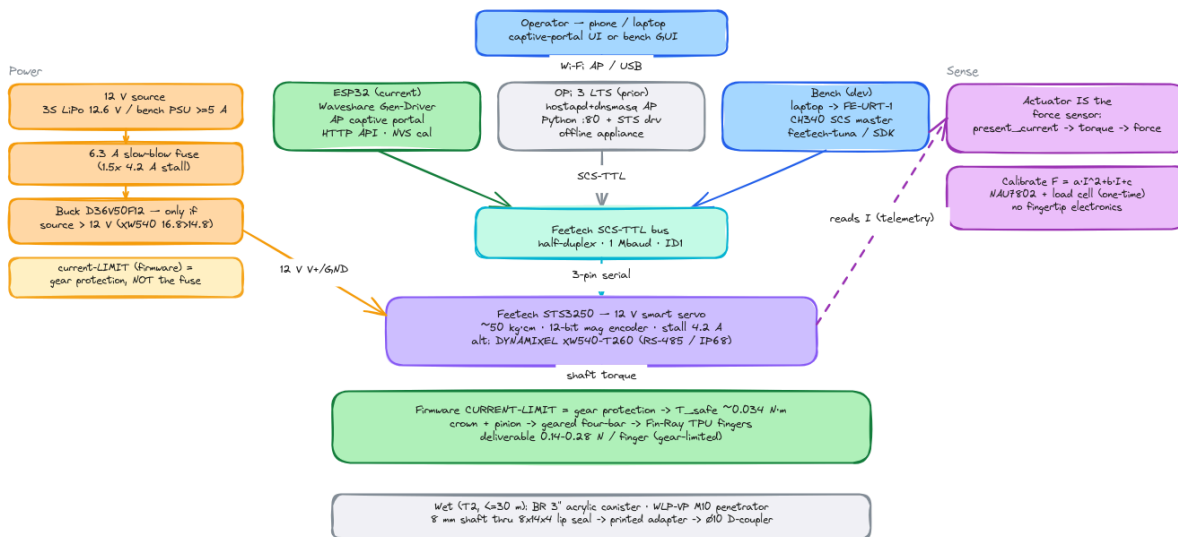 Operator → phone / laptop
captive-portal UI or bench GUI
Wi-Fi AP / USB
Power
12 V source
3S LiPo 12.6 V / bench PSU >=5 A
6.3 A slow-blow fuse
(1.5x 4.2 A stall)
Buck D36V50F12 → only if
source > 12 V (XW540 16.8>14.8)
current-LIMIT (firmware) =
gear protection, NOT the fuse
ESP32 (current)
Waveshare Gen-Driver
AP captive portal
HTTP API · NVS cal
OPi 3 LTS (prior)
hostapd+dnsmasq AP
Python :80 + STS drv
offline appliance
Bench (dev)
laptop -> FE-URT-1
CH340 SCS master
feetech-tuna / SDK
Sense
Actuator IS the
force sensor:
present_current -> torque -> force
Calibrate F = a·I^2+b·I+c
NAU7802 + load cell (one-time)
no fingertip electronics
SCS-TTL
reads I (telemetry)
Feetech SCS-TTL bus
half-duplex · 1 Mbaud · ID1
12 V V+/GND
3-pin serial
Feetech STS3250 → 12 V smart servo
~50 kg·cm · 12-bit mag encoder · stall 4.2 A
alt: DYNAMIXEL XW540-T260 (RS-485 / IP68)
shaft torque
Firmware CURRENT-LIMIT = gear protection -> T_safe ~0.034 N·m
crown + pinion -> geared four-bar -> Fin-Ray TPU fingers
deliverable 0.14-0.28 N / finger (gear-limited)
Wet (T2, <=30 m): BR 3" acrylic canister · WLP-VP M10 penetrator
8 mm shaft thru 8x14x4 lip seal -> printed adapter -> Ø10 D-coupler